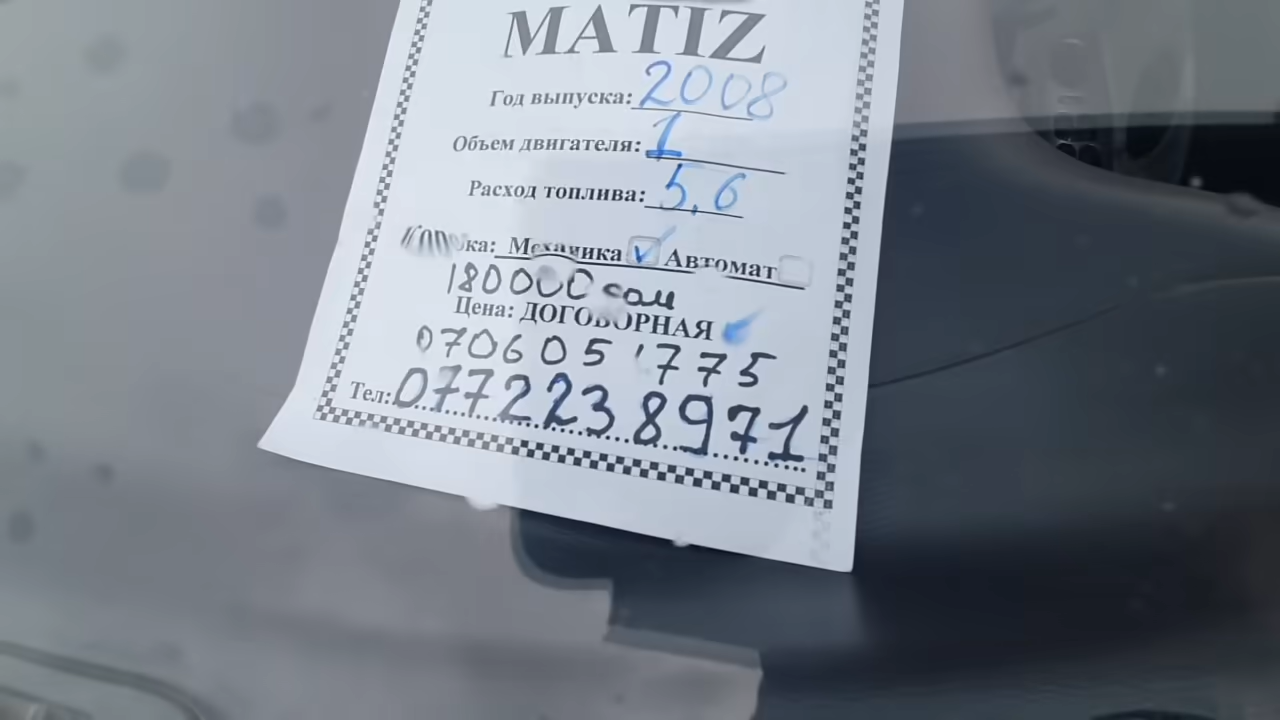 MATIZ
Год выпуска: 2008
Объем двигателя: 1
Расход топлива: 5.6
Механика Автомат
180000 сом
Цена: ДОГОВОРНАЯ
0706051775
Тел: 0772238971